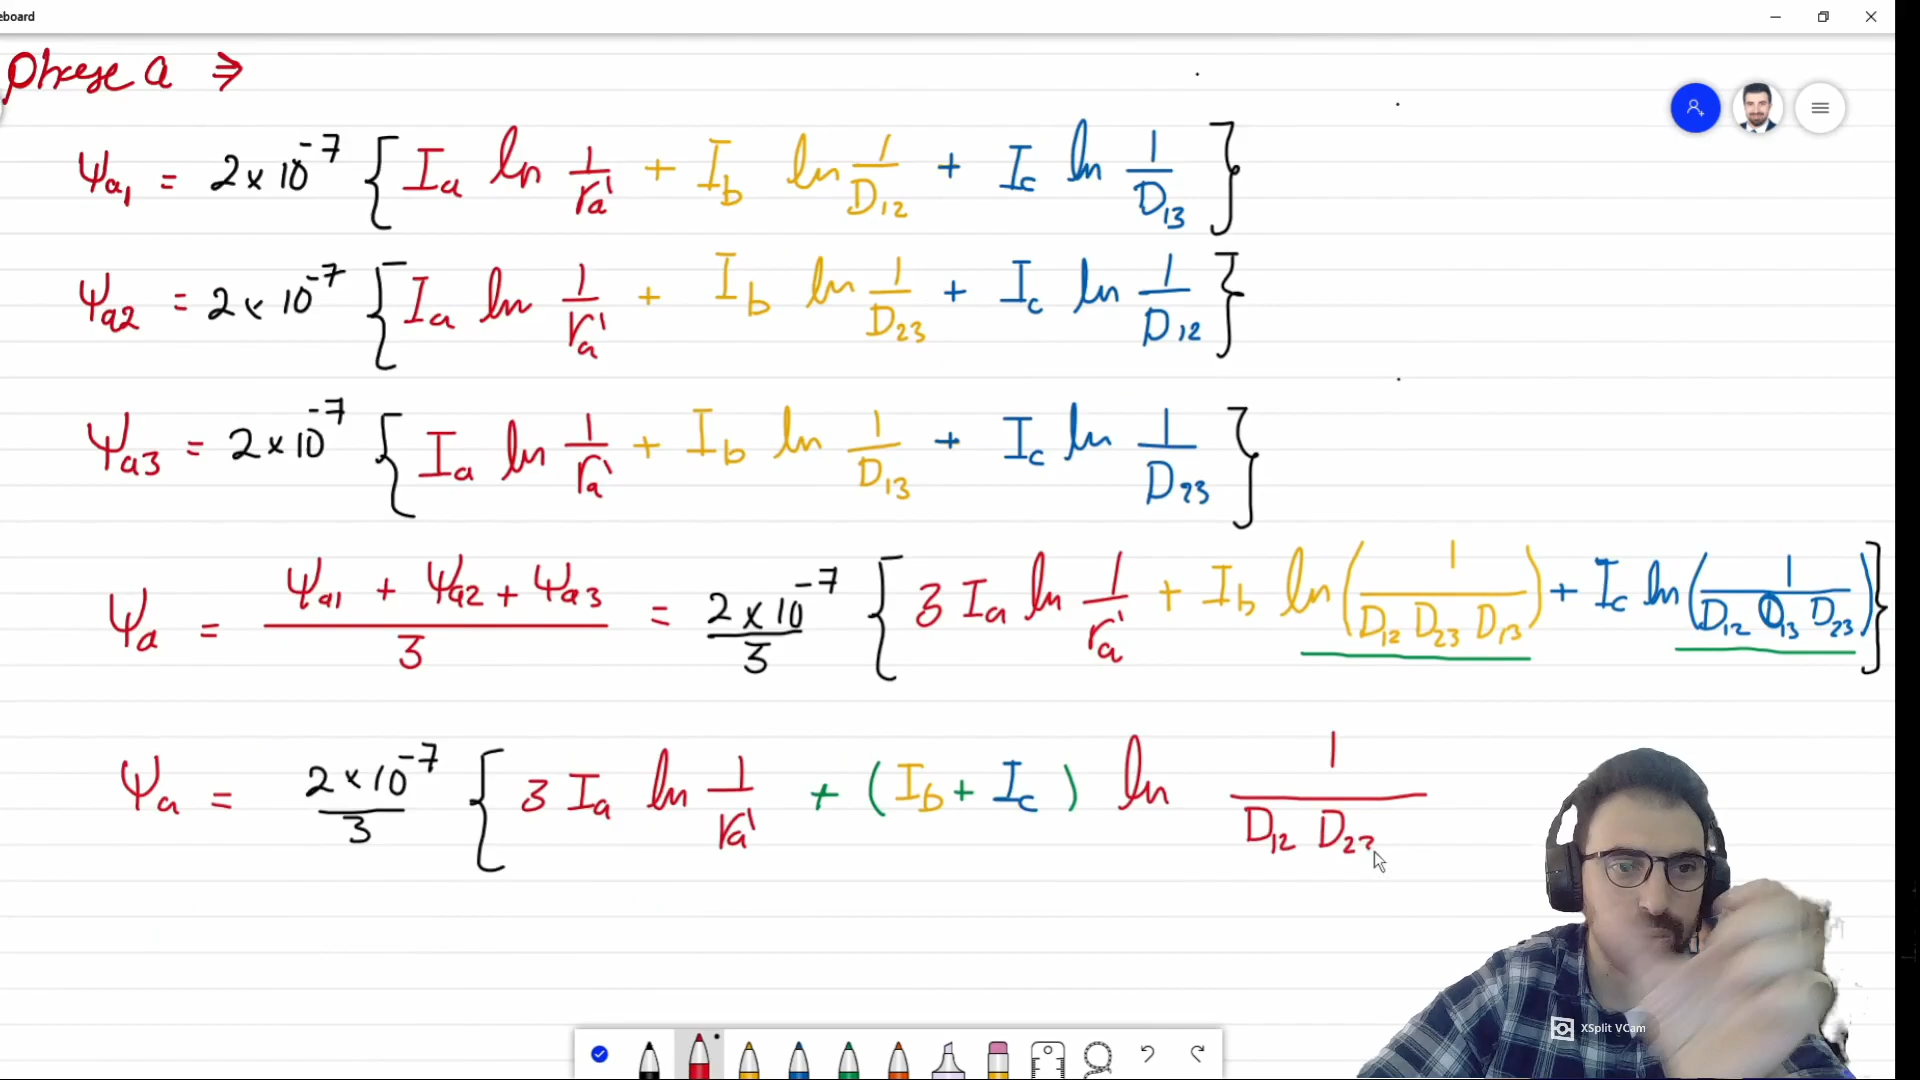 eboard
Phase a ⇒
Ψa1 = 2×10^-7 { Ia ln 1/ra' + Ib ln 1/D12 + Ic ln 1/D13 }
Ψa2 = 2×10^-7 { Ia ln 1/ra' + Ib ln 1/D23 + Ic ln 1/D12 }
Ψa3 = 2×10^-7 { Ia ln 1/ra' + Ib ln 1/D13 + Ic ln 1/D23 }
Ψa = (Ψa1 + Ψa2 + Ψa3)/3 = 2×10^-7/3 { 3 Ia ln 1/ra' + Ib ln (1/(D12 D23 D13)) + Ic ln (1/(D12 D13 D23)) }
Ψa = 2×10^-7/3 { 3 Ia ln 1/ra' + (Ib + Ic) ln 1/(D12 D23
XSplit VCam